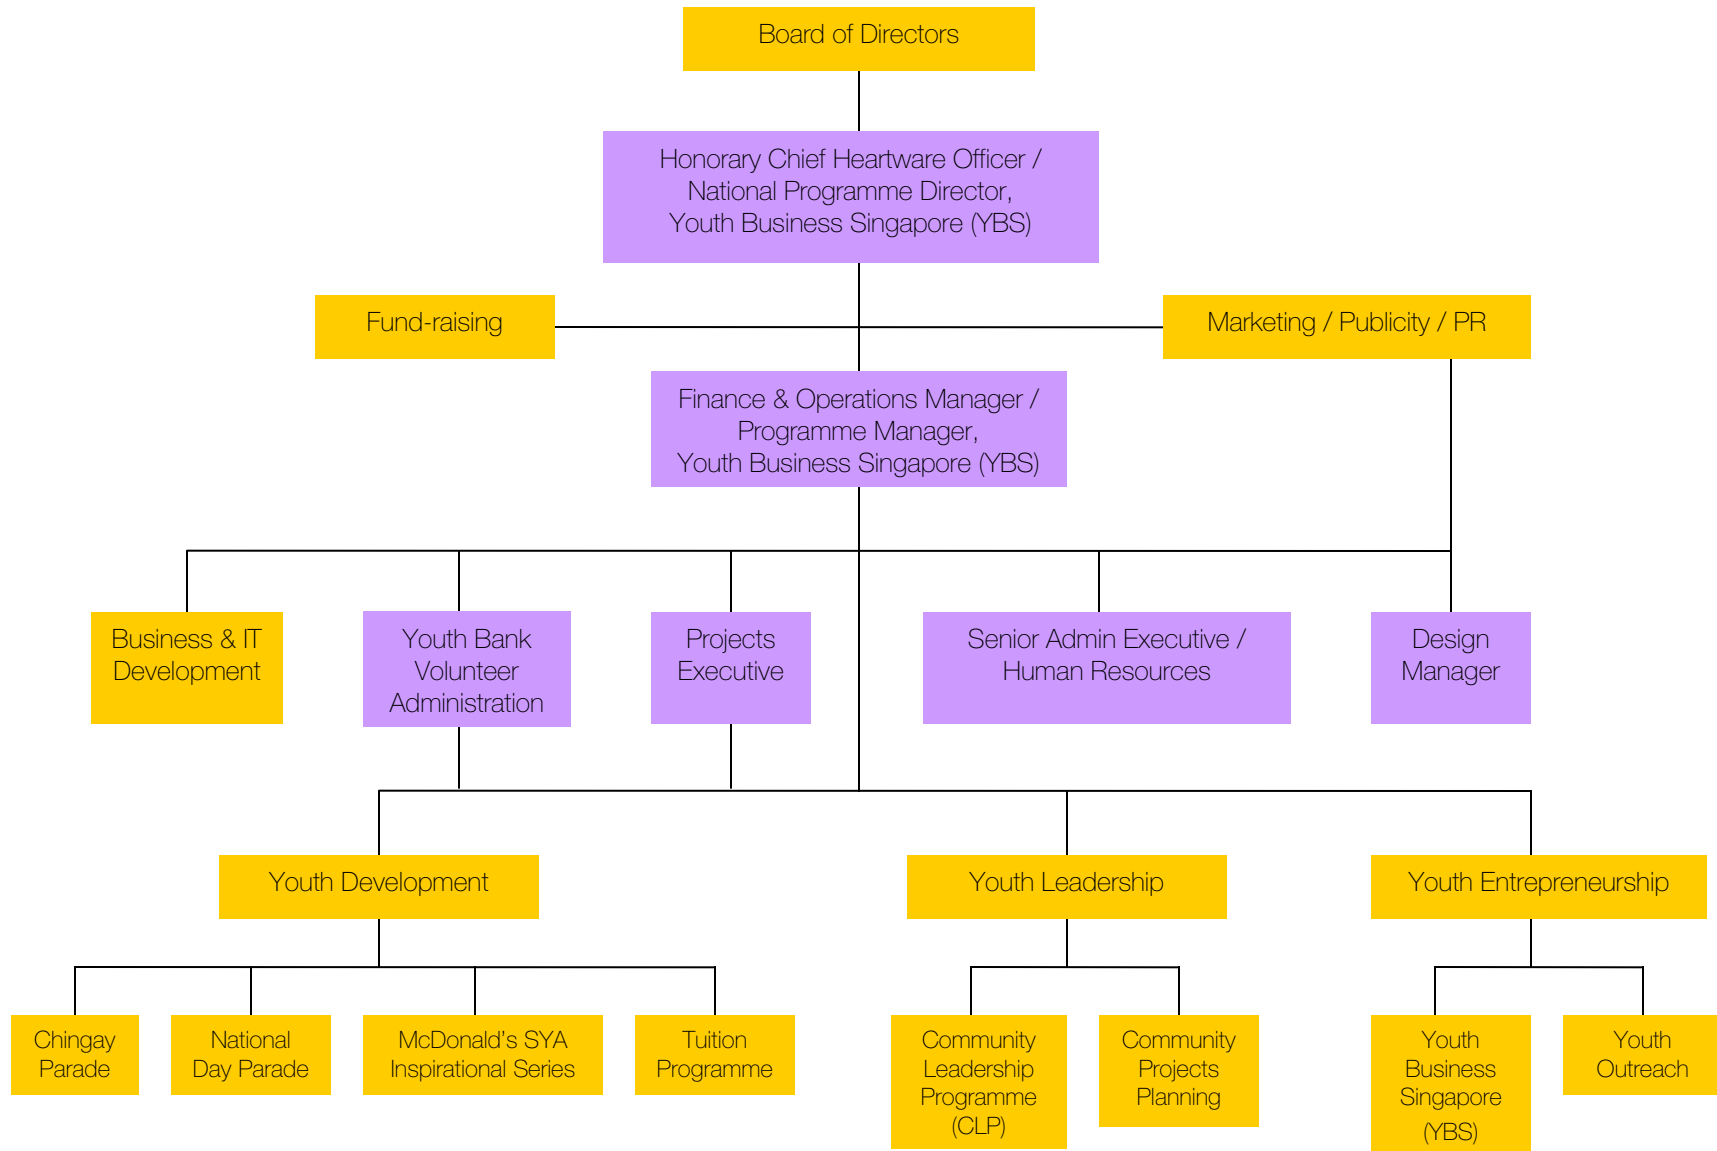 Board of Directors
Honorary Chief Heartware Officer /
National Programme Director,
Youth Business Singapore (YBS)
Fund-raising
Marketing / Publicity / PR
Finance & Operations Manager /
Programme Manager,
Youth Business Singapore (YBS)
Business & IT
Development
Youth Bank
Volunteer
Administration
Projects
Executive
Senior Admin Executive /
Human Resources
Design
Manager
Youth Development
Youth Leadership
Youth Entrepreneurship
Chingay
Parade
National
Day Parade
McDonald's SYA
Inspirational Series
Tuition
Programme
Community
Leadership
Programme
(CLP)
Community
Projects
Planning
Youth
Business
Singapore
(YBS)
Youth
Outreach